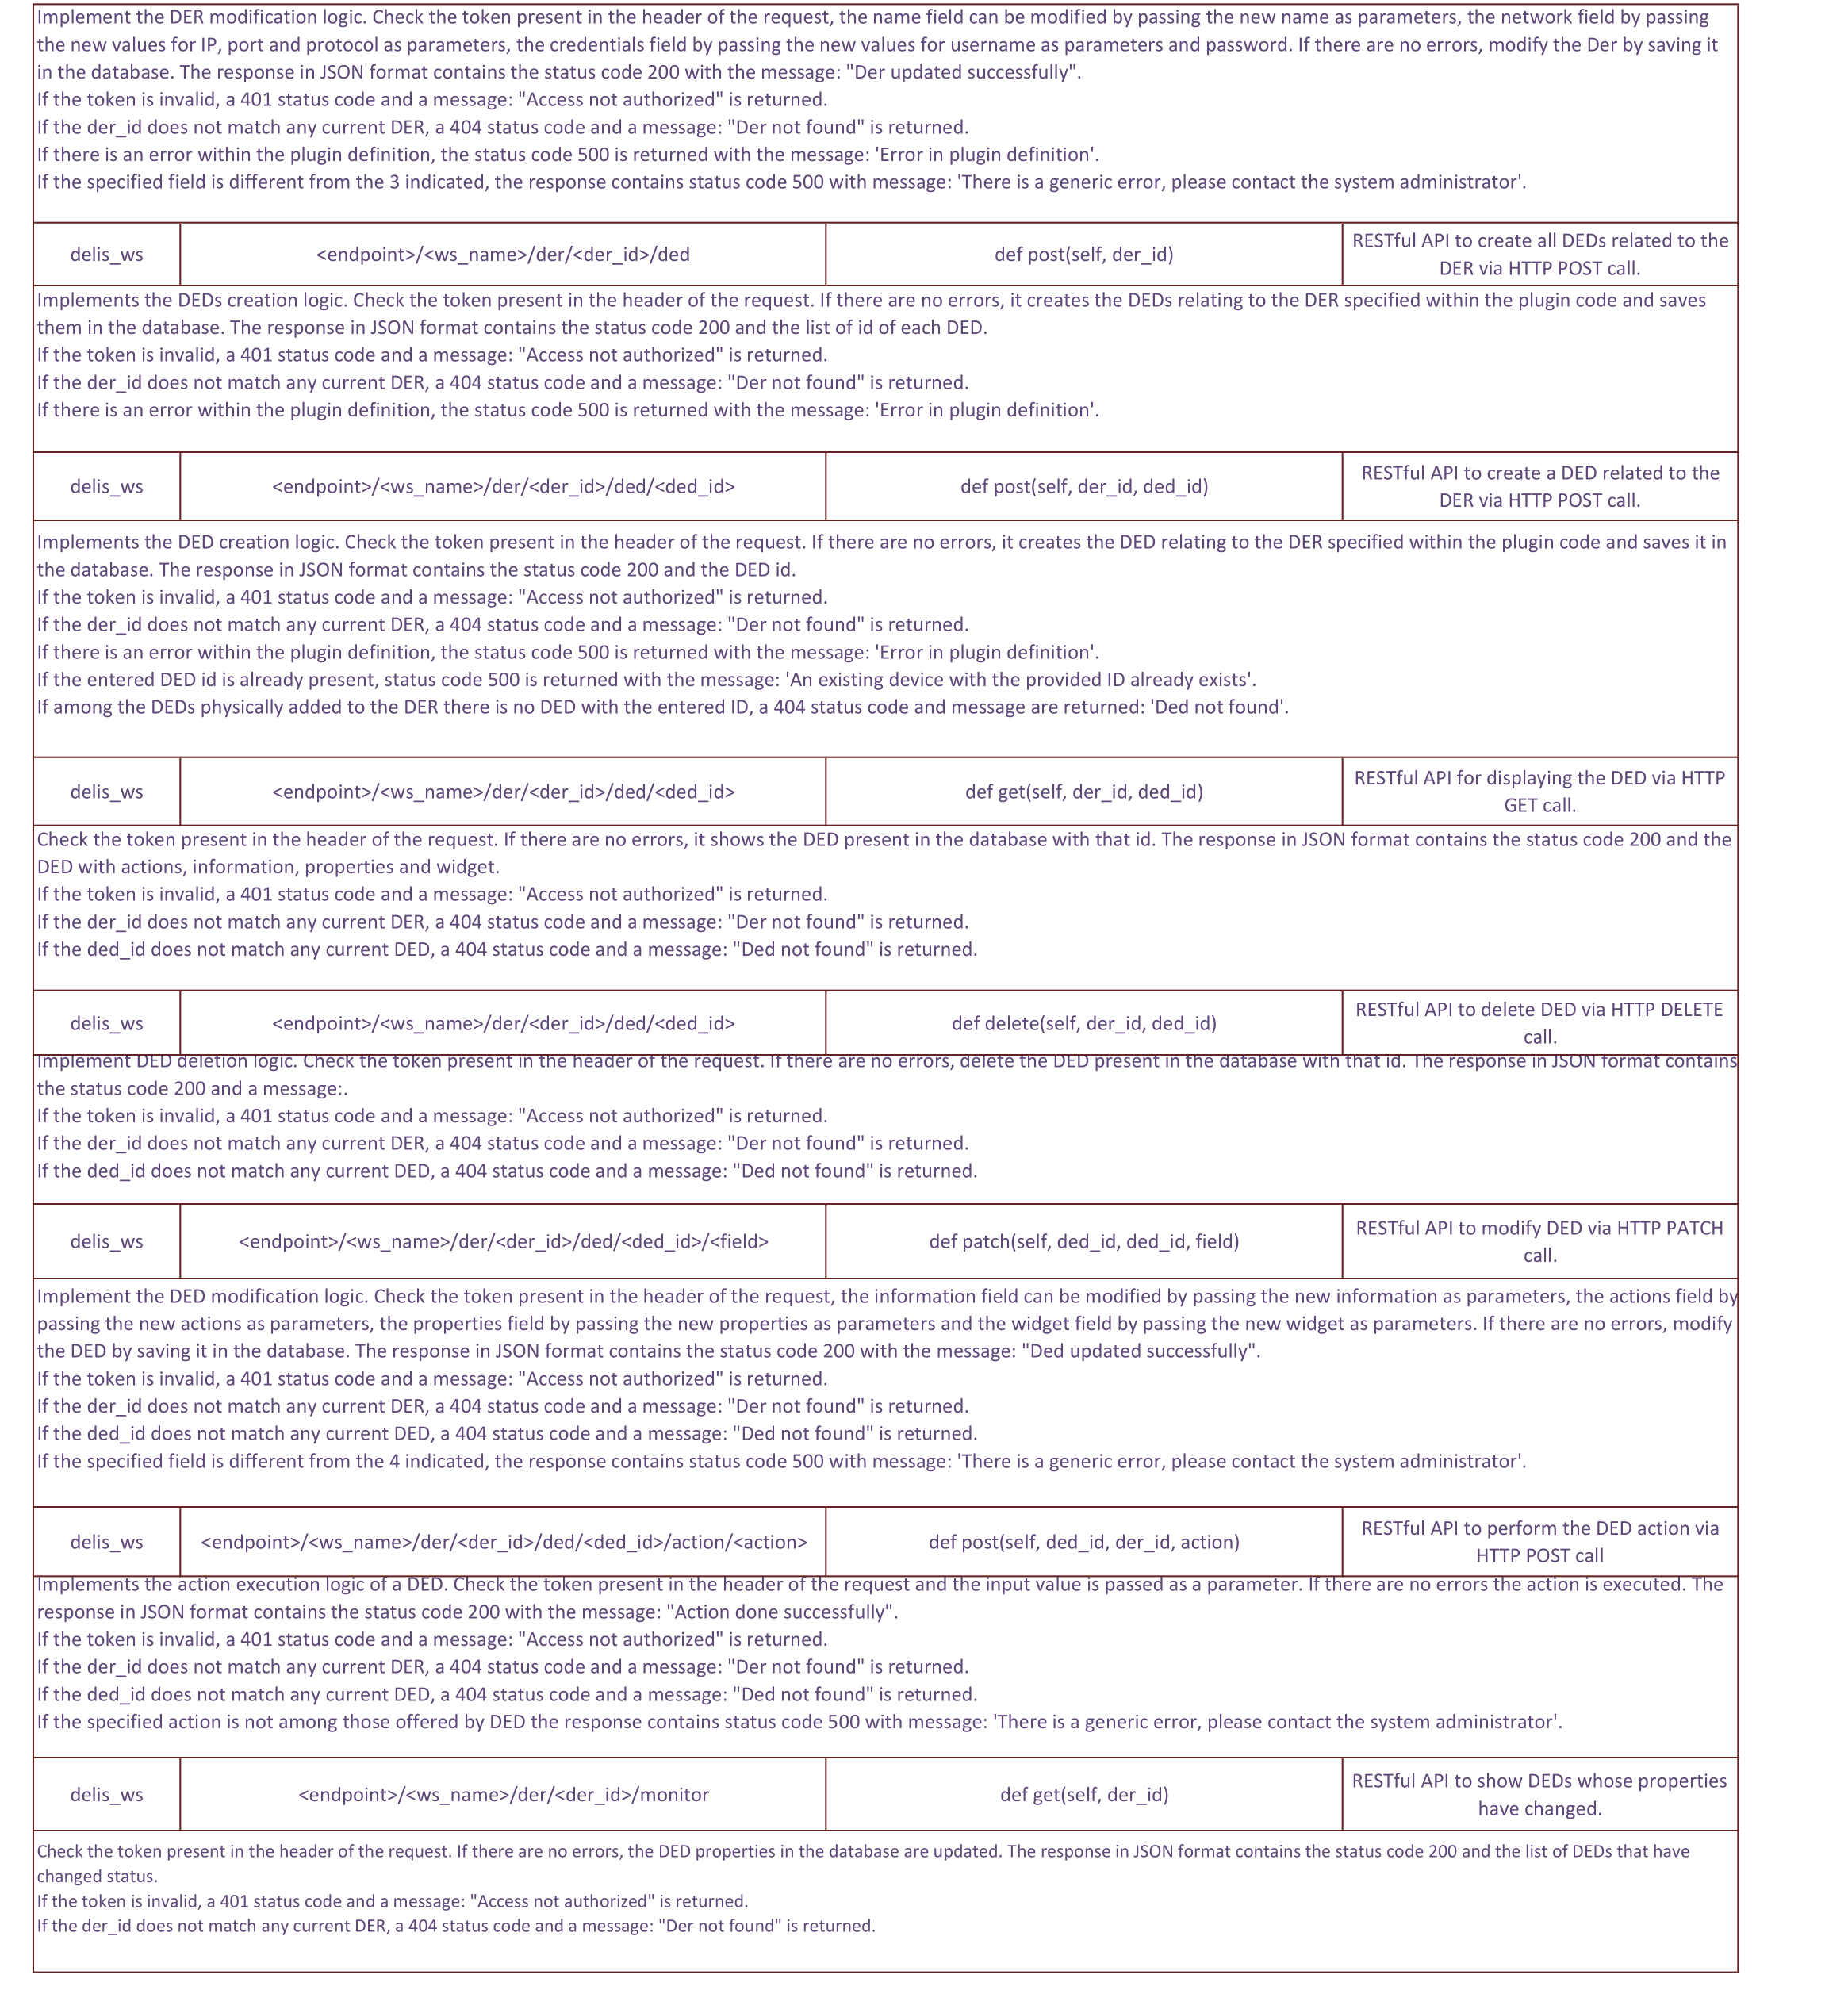 Implement the DER modification logic. Check the token present in the header of the request, the name field can be modified by passing the new name as parameters, the network field by passing
the new values for IP, port and protocol as parameters, the credentials field by passing the new values for username as parameters and password. If there are no errors, modify the Der by saving it
in the database. The response in JSON format contains the status code 200 with the message: "Der updated successfully".
If the token is invalid, a 401 status code and a message: "Access not authorized" is returned.
If the der_id does not match any current DER, a 404 status code and a message: "Der not found" is returned.
If there is an error within the plugin definition, the status code 500 is returned with the message: 'Error in plugin definition'.
If the specified field is different from the 3 indicated, the response contains status code 500 with message: 'There is a generic error, please contact the system administrator'.
delis_ws
<endpoint>/<ws_name>/der/<der_id>/ded
def post(self, der_id)
RESTful API to create all DEDs related to the
DER via HTTP POST call.
Implements the DEDs creation logic. Check the token present in the header of the request. If there are no errors, it creates the DEDs relating to the DER specified within the plugin code and saves
them in the database. The response in JSON format contains the status code 200 and the list of id of each DED.
If the token is invalid, a 401 status code and a message: "Access not authorized" is returned.
If the der_id does not match any current DER, a 404 status code and a message: "Der not found" is returned.
If there is an error within the plugin definition, the status code 500 is returned with the message: 'Error in plugin definition'.
delis_ws
<endpoint>/<ws_name>/der/<der_id>/ded/<ded_id>
def post(self, der_id, ded_id)
RESTful API to create a DED related to the
DER via HTTP POST call.
Implements the DED creation logic. Check the token present in the header of the request. If there are no errors, it creates the DED relating to the DER specified within the plugin code and saves it in
the database. The response in JSON format contains the status code 200 and the DED id.
If the token is invalid, a 401 status code and a message: "Access not authorized" is returned.
If the der_id does not match any current DER, a 404 status code and a message: "Der not found" is returned.
If there is an error within the plugin definition, the status code 500 is returned with the message: 'Error in plugin definition'.
If the entered DED id is already present, status code 500 is returned with the message: 'An existing device with the provided ID already exists'.
If among the DEDs physically added to the DER there is no DED with the entered ID, a 404 status code and message are returned: 'Ded not found'.
delis_ws
<endpoint>/<ws_name>/der/<der_id>/ded/<ded_id>
def get(self, der_id, ded_id)
RESTful API for displaying the DED via HTTP
GET call.
Check the token present in the header of the request. If there are no errors, it shows the DED present in the database with that id. The response in JSON format contains the status code 200 and the
DED with actions, information, properties and widget.
If the token is invalid, a 401 status code and a message: "Access not authorized" is returned.
If the der_id does not match any current DER, a 404 status code and a message: "Der not found" is returned.
If the ded_id does not match any current DED, a 404 status code and a message: "Ded not found" is returned.
delis_ws
<endpoint>/<ws_name>/der/<der_id>/ded/<ded_id>
def delete(self, der_id, ded_id)
RESTful API to delete DED via HTTP DELETE
call.
Implement DED deletion logic. Check the token present in the header of the request. If there are no errors, delete the DED present in the database with that id. The response in JSON format contains
the status code 200 and a message:.
If the token is invalid, a 401 status code and a message: "Access not authorized" is returned.
If the der_id does not match any current DER, a 404 status code and a message: "Der not found" is returned.
If the ded_id does not match any current DED, a 404 status code and a message: "Ded not found" is returned.
delis_ws
<endpoint>/<ws_name>/der/<der_id>/ded/<ded_id>/<field>
def patch(self, ded_id, ded_id, field)
RESTful API to modify DED via HTTP PATCH
call.
Implement the DED modification logic. Check the token present in the header of the request, the information field can be modified by passing the new information as parameters, the actions field by
passing the new actions as parameters, the properties field by passing the new properties as parameters and the widget field by passing the new widget as parameters. If there are no errors, modify
the DED by saving it in the database. The response in JSON format contains the status code 200 with the message: "Ded updated successfully".
If the token is invalid, a 401 status code and a message: "Access not authorized" is returned.
If the der_id does not match any current DER, a 404 status code and a message: "Der not found" is returned.
If the ded_id does not match any current DED, a 404 status code and a message: "Ded not found" is returned.
If the specified field is different from the 4 indicated, the response contains status code 500 with message: 'There is a generic error, please contact the system administrator'.
delis_ws
<endpoint>/<ws_name>/der/<der_id>/ded/<ded_id>/action/<action>
def post(self, ded_id, der_id, action)
RESTful API to perform the DED action via
HTTP POST call
Implements the action execution logic of a DED. Check the token present in the header of the request and the input value is passed as a parameter. If there are no errors the action is executed. The
response in JSON format contains the status code 200 with the message: "Action done successfully".
If the token is invalid, a 401 status code and a message: "Access not authorized" is returned.
If the der_id does not match any current DER, a 404 status code and a message: "Der not found" is returned.
If the ded_id does not match any current DED, a 404 status code and a message: "Ded not found" is returned.
If the specified action is not among those offered by DED the response contains status code 500 with message: 'There is a generic error, please contact the system administrator'.
delis_ws
<endpoint>/<ws_name>/der/<der_id>/monitor
def get(self, der_id)
RESTful API to show DEDs whose properties
have changed.
Check the token present in the header of the request. If there are no errors, the DED properties in the database are updated. The response in JSON format contains the status code 200 and the list of DEDs that have
changed status.
If the token is invalid, a 401 status code and a message: "Access not authorized" is returned.
If the der_id does not match any current DER, a 404 status code and a message: "Der not found" is returned.